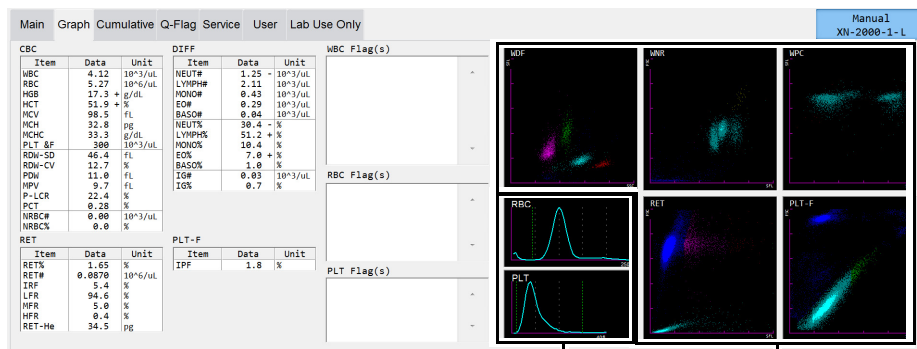 Main Graph Cumulative Q-Flag Service User Lab Use Only
Manual
XN-2000-1-L
CBC
Item Data Unit
WBC 4.12 10^3/uL
RBC 5.27 10^6/uL
HGB 17.3 + g/dL
HCT 51.9 + %
MCV 98.5 fL
MCH 32.8 pg
MCHC 33.3 g/dL
PLT &F 300 10^3/uL
RDW-SD 46.4 fL
RDW-CV 12.7 %
PDW 11.0 fL
MPV 9.7 fL
P-LCR 22.4 %
PCT 0.28 %
NRBC# 0.00 10^3/uL
NRBC% 0.0 %
DIFF
Item Data Unit
NEUT# 1.25 - 10^3/uL
LYMPH# 2.11 10^3/uL
MONO# 0.43 10^3/uL
EO# 0.29 10^3/uL
BASO# 0.04 10^3/uL
NEUT% 30.4 - %
LYMPH% 51.2 + %
MONO% 10.4 %
EO% 7.0 + %
BASO% 1.0 %
IG# 0.03 10^3/uL
IG% 0.7 %
RET
Item Data Unit
RET% 1.65 %
RET# 0.0870 10^6/uL
IRF 5.4 %
LFR 94.6 %
MFR 5.0 %
HFR 0.4 %
RET-He 34.5 pg
PLT-F
Item Data Unit
IPF 1.8 %
WBC Flag(s)
RBC Flag(s)
PLT Flag(s)
WDF
WNR
WPC
RBC
PLT
RET
PLT-F